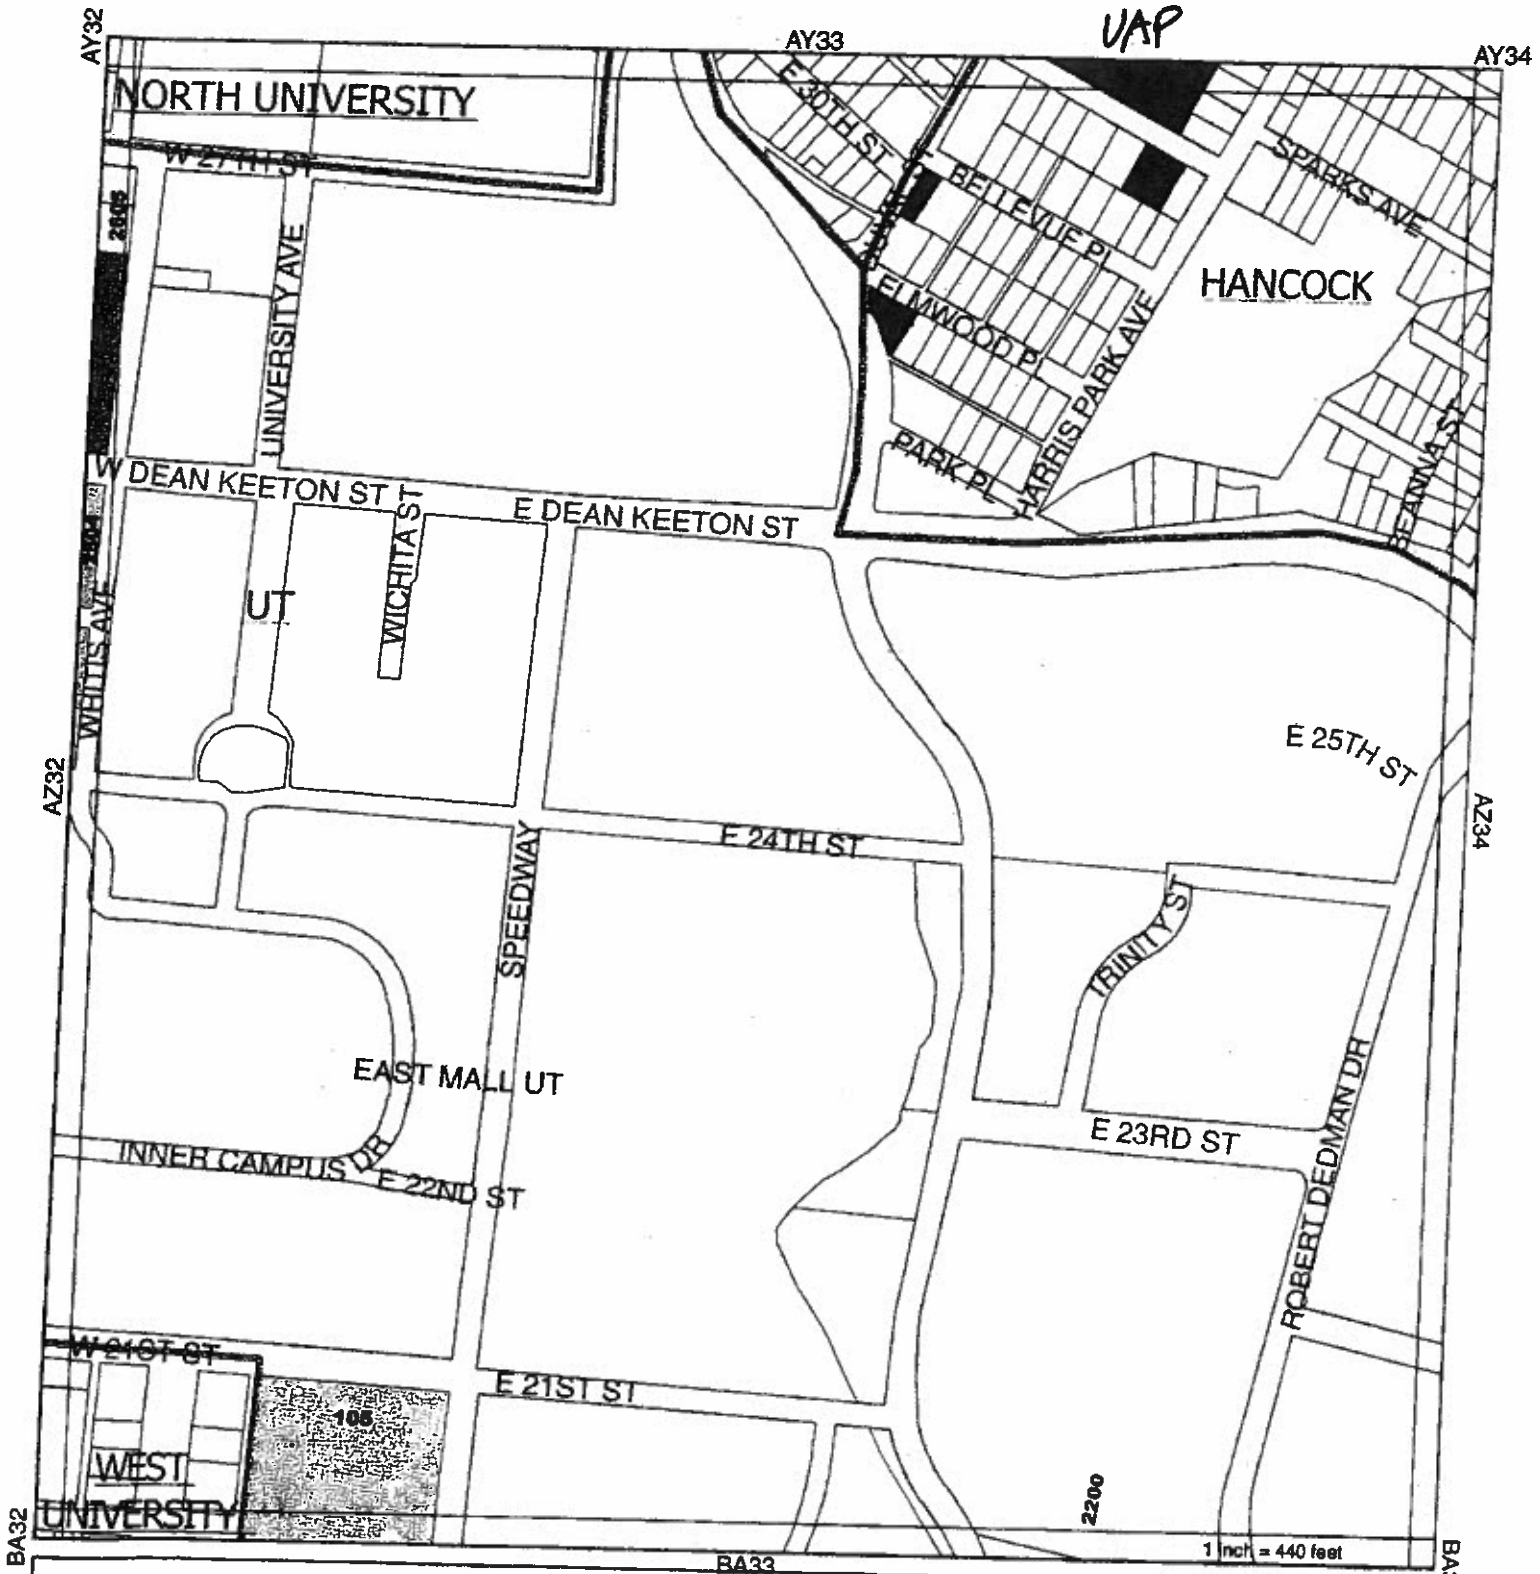 UAP
AY32
AY33
AY34
NORTH UNIVERSITY
W 27TH ST
E 30TH ST
BELLEVUE PL
SPARKS AVE
2605
UNIVERSITY AVE
HANCOCK
ELMWOOD PL
HARRIS PARK AVE
PARK PL
BEANNA ST
W DEAN KEETON ST
E DEAN KEETON ST
WICHITA ST
UT
WHITIS AVE
E 25TH ST
AZ32
AZ34
E 24TH ST
SPEEDWAY
TRINITY ST
EAST MALL UT
E 23RD ST
INNER CAMPUS DR
E 22ND ST
ROBERT DEDMAN DR
W 21ST ST
E 21ST ST
105
WEST
UNIVERSITY
2200
BA32
BA33
1 inch = 440 feet